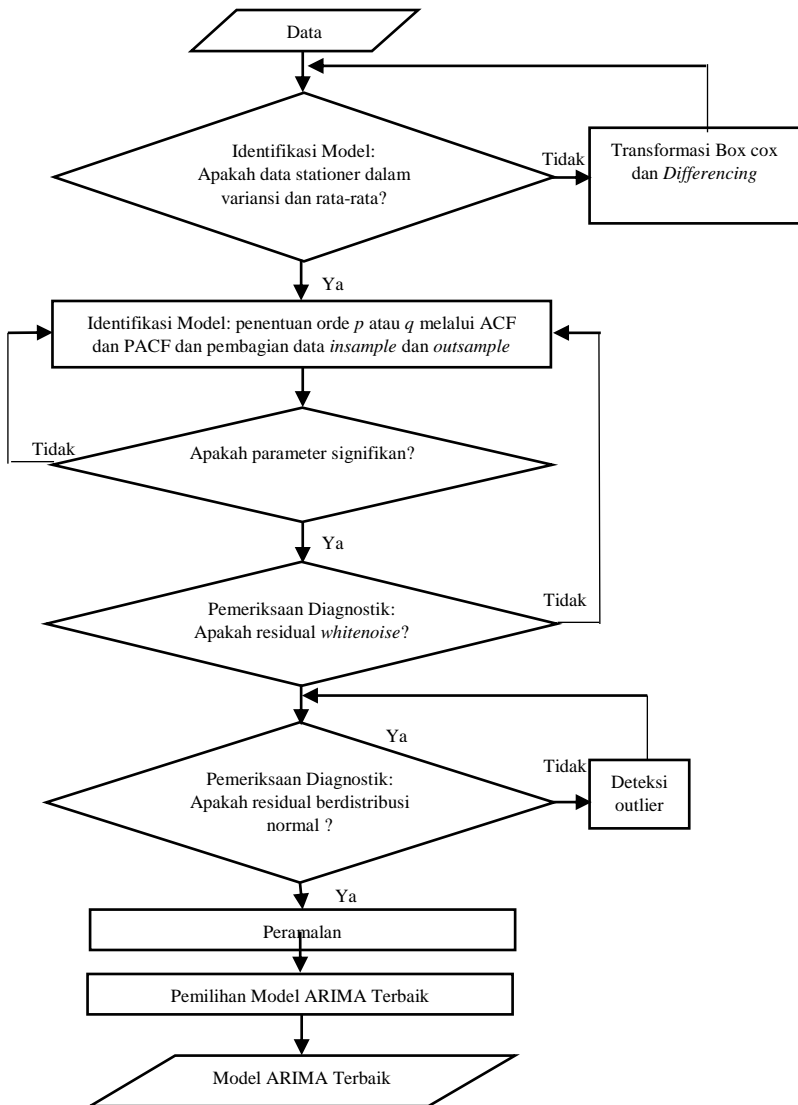 Data
Identifikasi Model:
Apakah data stationer dalam
variansi dan rata-rata?
Tidak
Transformasi Box cox
dan Differencing
Ya
Identifikasi Model: penentuan orde p atau q melalui ACF
dan PACF dan pembagian data insample dan outsample
Tidak
Apakah parameter signifikan?
Ya
Pemeriksaan Diagnostik:
Apakah residual whitenoise?
Tidak
Ya
Pemeriksaan Diagnostik:
Apakah residual berdistribusi
normal ?
Tidak
Deteksi
outlier
Ya
Peramalan
Pemilihan Model ARIMA Terbaik
Model ARIMA Terbaik